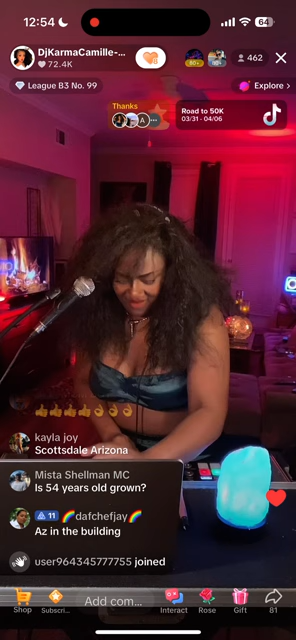 12:54
64
DjKarmaCamille-...
72.4K
80+
462
League B3 No. 99
Explore >
Thanks
A
Road to 50K
03/31 - 04/06
kayla joy
Scottsdale Arizona
Mista Shellman MC
Is 54 years old grown?
11 🌈dafchefjay🌈
Az in the building
user964345777755 joined
Shop
Subscri...
Add com...
Interact
Rose
Gift
81